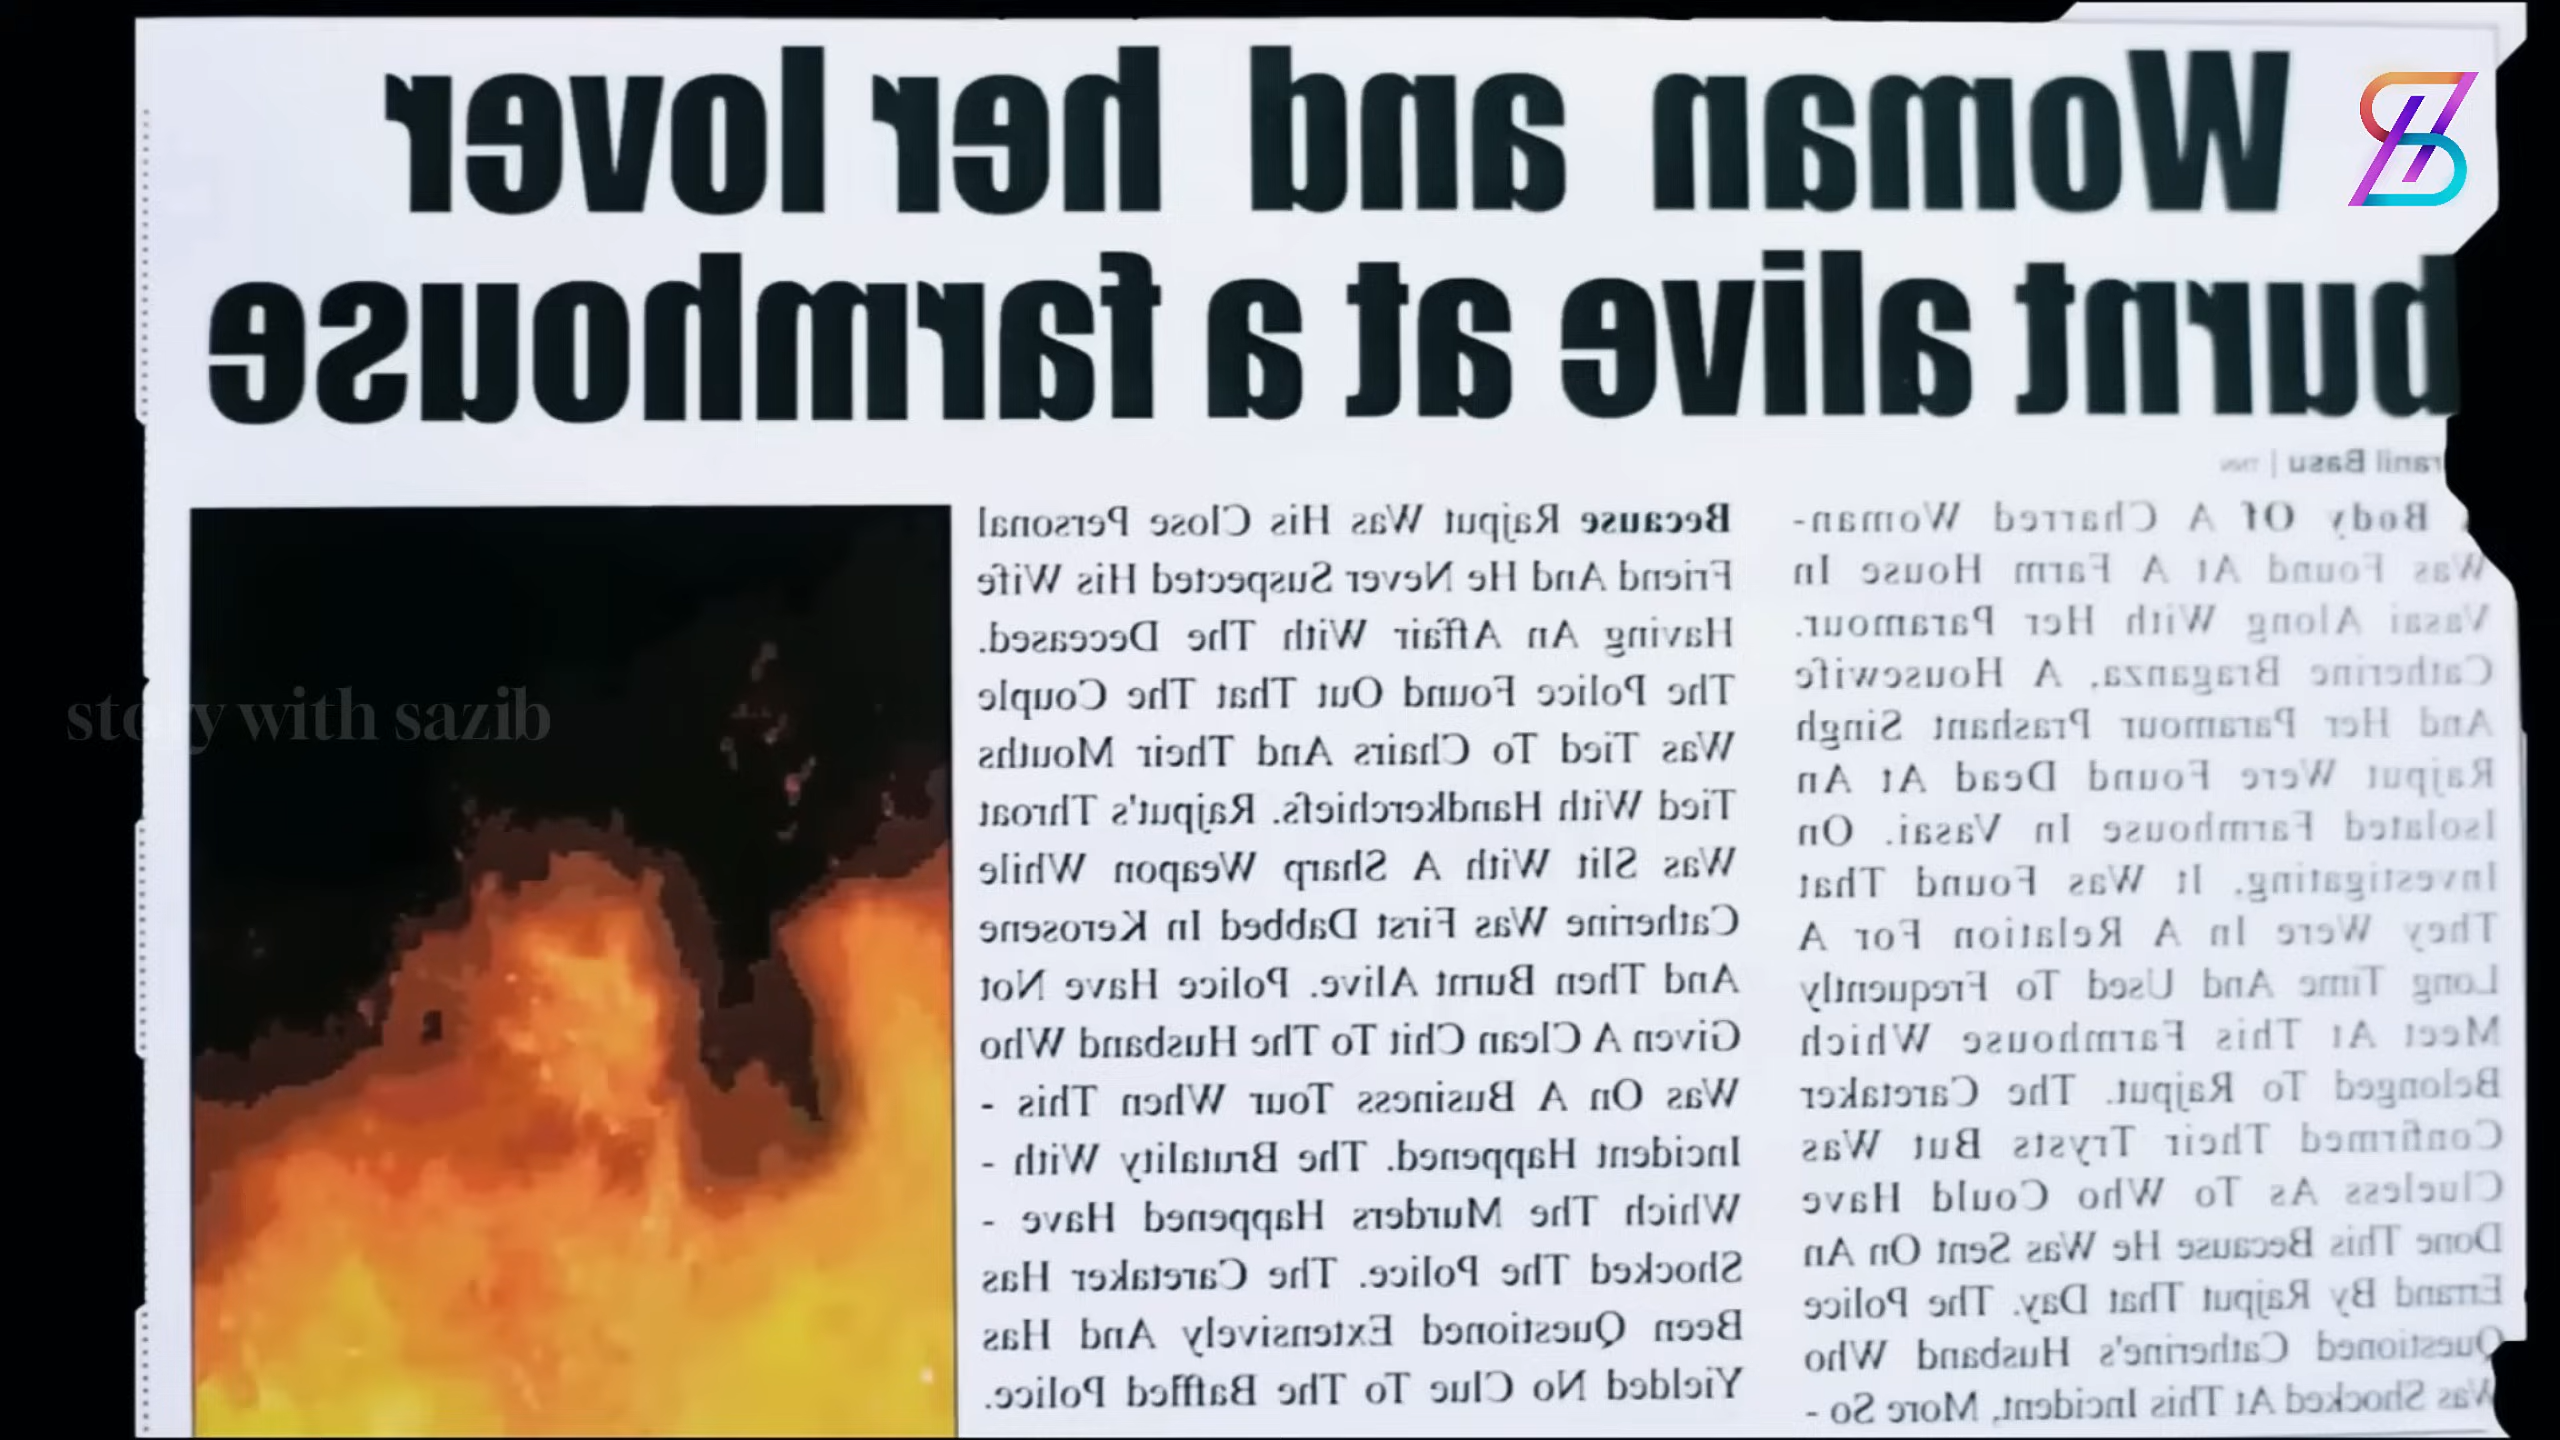 Woman and her lover
burnt alive at a farmhouse
ranil Basu | TNN
Body Of A Charred Woman-
Was Found At A Farm House In
Vasai Along With Her Paramour.
Catherine Braganza, A Housewife
And Her Paramour Prashant Singh
Rajput Were Found Dead At An
Isolated Farmhouse In Vasai. On
Investigating, It Was Found That
They Were In A Relation For A
Long Time And Used To Frequently
Meet At This Farmhouse Which
Belonged To Rajput. The Caretaker
Confirmed Their Trysts But Was
Clueless As To Who Could Have
Done This Because He Was Sent On An
Errand By Rajput That Day. The Police
Questioned Catherine's Husband Who
Was Shocked At This Incident, More So -
Because Rajput Was His Close Personal
Friend And He Never Suspected His Wife
Having An Affair With The Deceased.
The Police Found Out That The Couple
Was Tied To Chairs And Their Mouths
Tied With Handkerchiefs. Rajput's Throat
Was Slit With A Sharp Weapon While
Catherine Was First Dabbed In Kerosene
And Then Burnt Alive. Police Have Not
Given A Clean Chit To The Husband Who
Was On A Business Tour When This -
Incident Happened. The Brutality With -
Which The Murders Happened Have -
Shocked The Police. The Caretaker Has
Been Questioned Extensively And Has
Yielded No Clue To The Baffled Police.
story with sazib